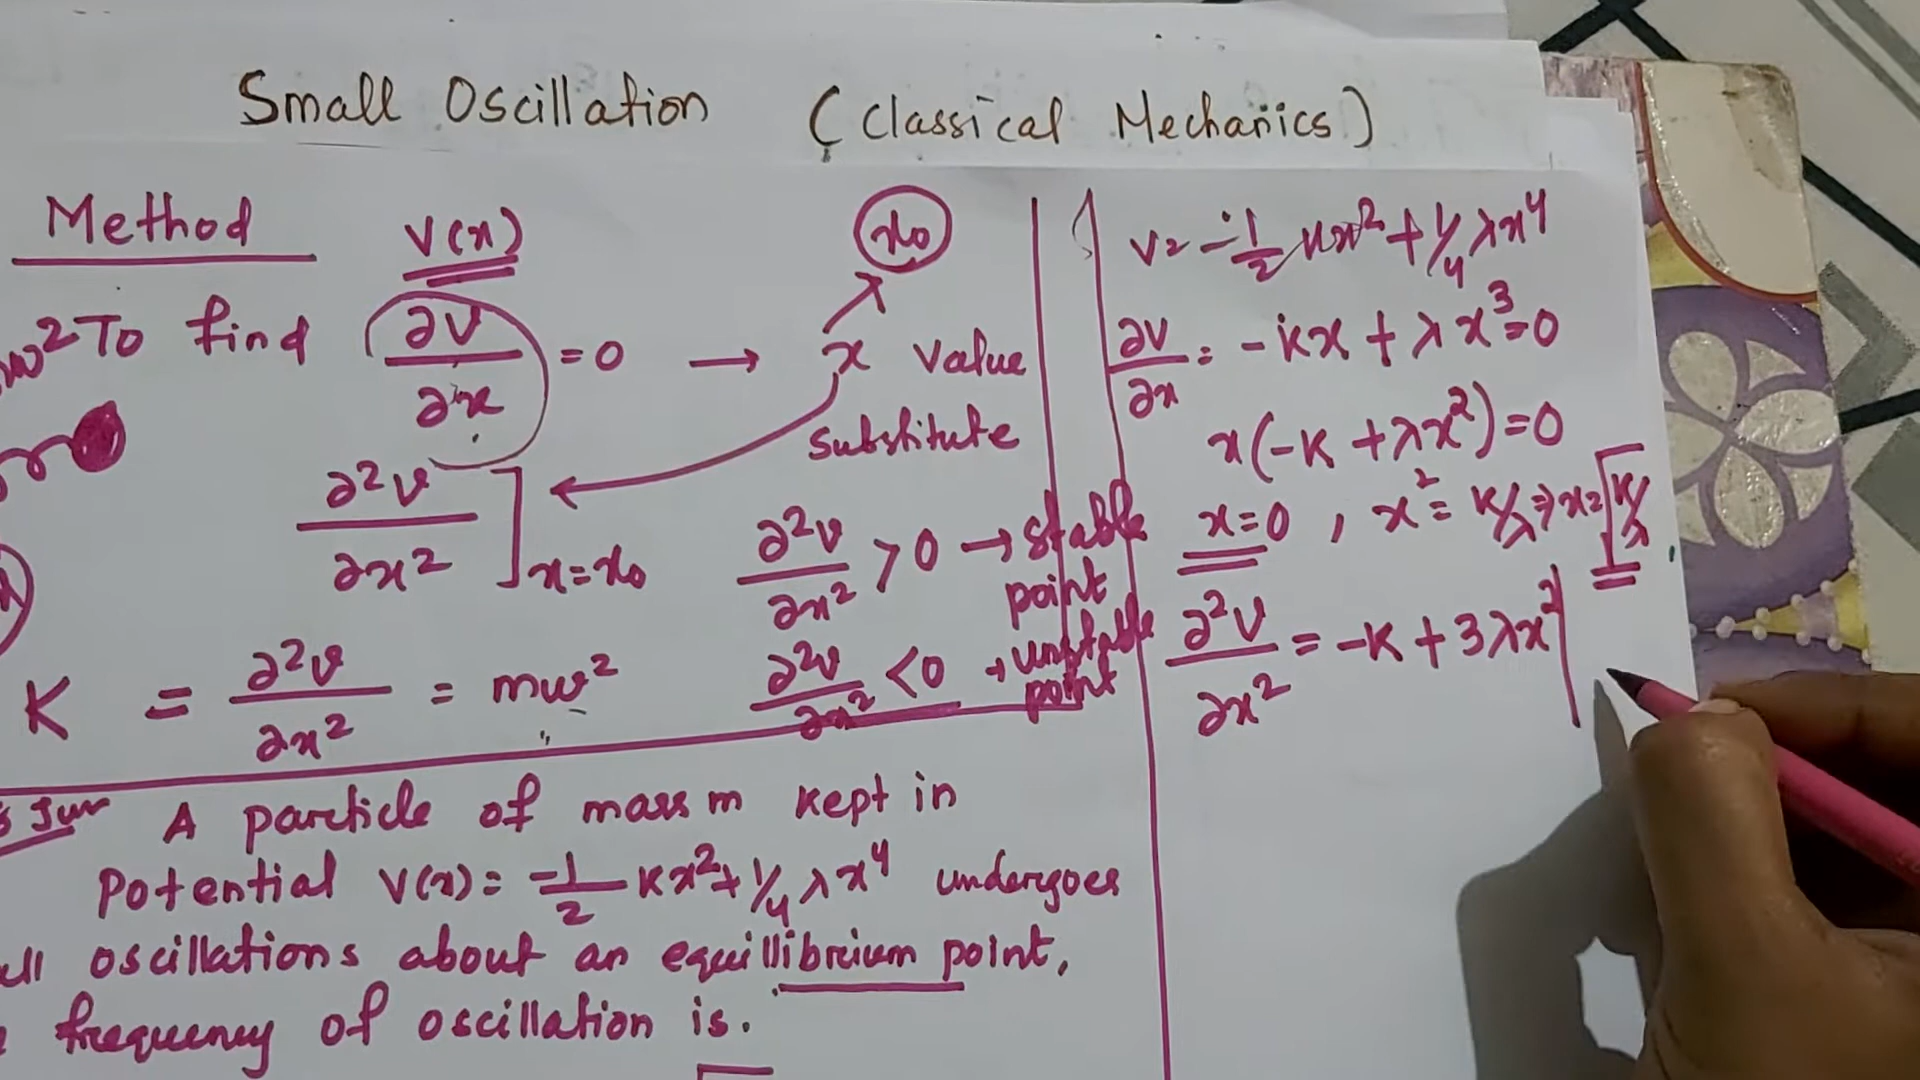 Small Oscillation (Classical Mechanics)
Method V(x) x₀
ω² To find ∂V/∂x = 0 → x value
substitute
∂²V/∂x² ]x=x₀
∂²V/∂x² > 0 → stable point
K = ∂²V/∂x² = mω²
∂²V/∂x² < 0 → unstable point
Jun A particle of mass m kept in
Potential V(x) = -1/2 Kx² + 1/4 λx⁴ undergoes
all oscillations about an equillibrium point,
frequency of oscillation is.
V = -1/2 Kx² + 1/4 λx⁴
∂V/∂x = -Kx + λx³ = 0
x(-K + λx²) = 0
x = 0, x² = K/λ ⇒ x = √K/λ
∂²V/∂x² = -K + 3λx² |